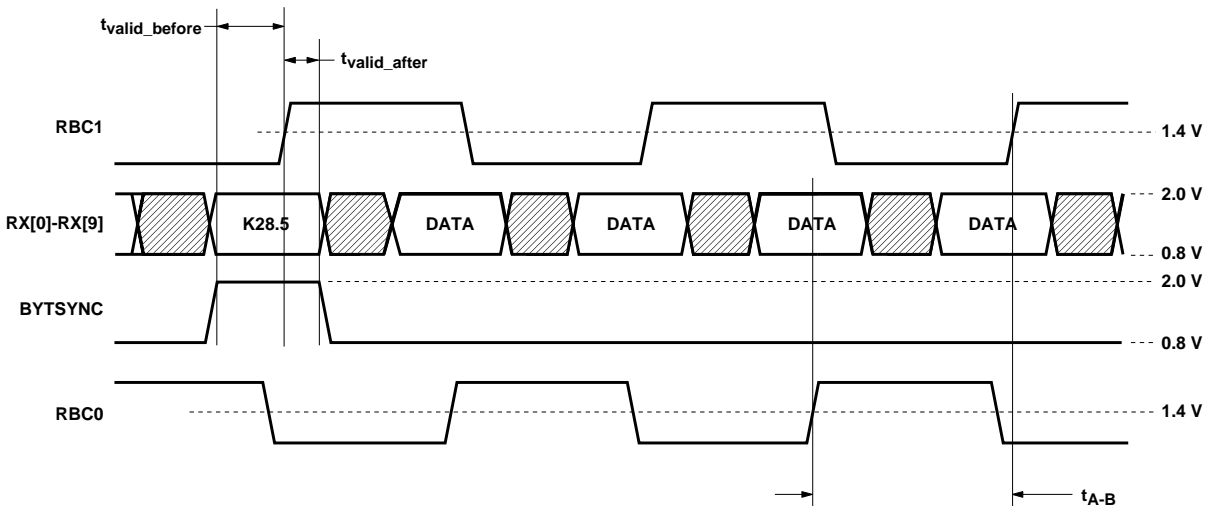 tvalid_before
tvalid_after
RBC1
1.4 V
2.0 V
RX[0]-RX[9]
K28.5
DATA
DATA
DATA
DATA
0.8 V
2.0 V
BYTSYNC
0.8 V
RBC0
1.4 V
tA-B